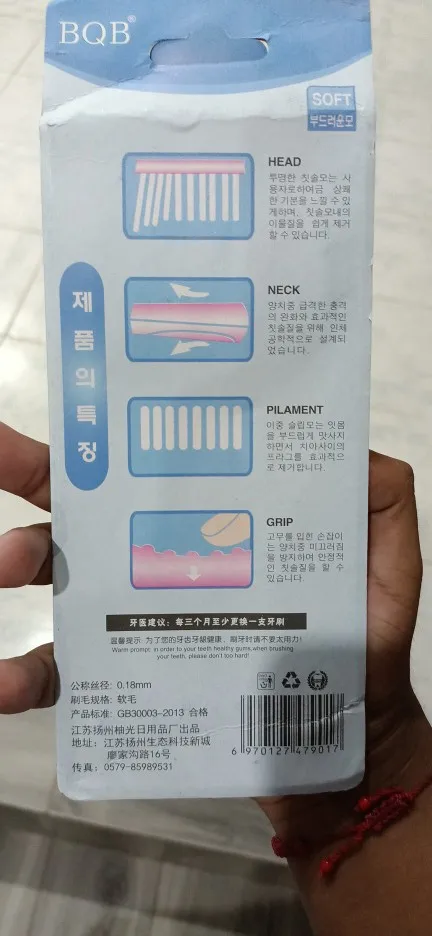 BQB®
SOFT
부드러운모
제품의특징
HEAD
투명한 칫솔모는 사
용자로하여금 상쾌
한 기분을 느낄 수 있
게하며, 칫솔모내의
이물질을 쉽게 제거
할 수 있습니다.
NECK
양치중 급격한 충격
의 완화와 효과적인
칫솔질을 위해 인체
공학적으로 설계되
었습니다.
PILAMENT
이중 슬림모는 잇몸
을 부드럽게 맛사지
하면서 치아사이의
프라그를 효과적으
로 제거합니다.
GRIP
고무를 입힌 손잡이
는 양치중 미끄러짐
을 방지하여 안정적
인 칫솔질을 할 수
있습니다.
牙医建议：每三个月至少更换一支牙刷
温馨提示：为了您的牙齿牙龈健康，刷牙时请不要太用力！
Warm prompt: in order to your teeth healthy gums,when brushing
your teeth, please don't too hard!
公称丝径：0.18mm
刷毛规格：软毛
产品标准：GB30003-2013 合格
江苏扬州柚光日用品厂出品
地址：江苏扬州生态科技新城
廖家沟路16号
传真：0579-85989531
6 970127 479017